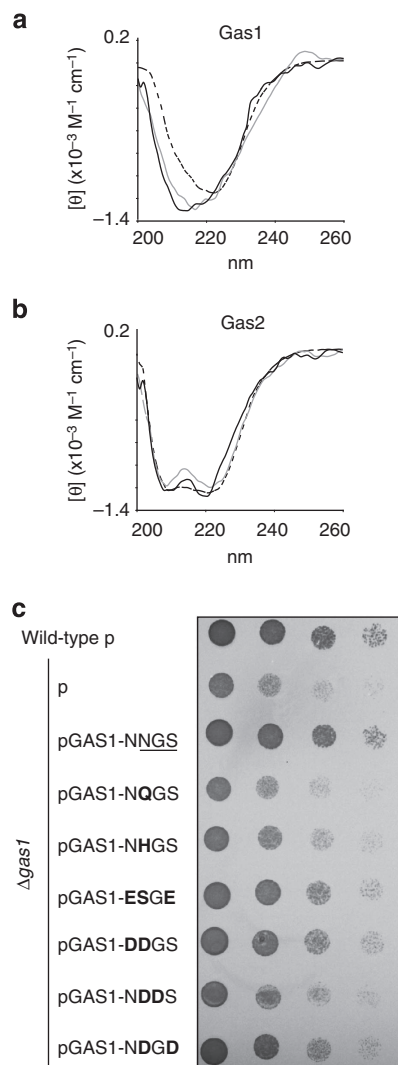 a
Gas1
0.2
[θ] (x10⁻³ M⁻¹ cm⁻¹)
−1.4
200 220 240 260
nm
b
Gas2
0.2
[θ] (x10⁻³ M⁻¹ cm⁻¹)
−1.4
200 220 240 260
nm
c
Wild-type p
p
pGAS1-NNGS
pGAS1-NQGS
pGAS1-NHGS
Δgas1
pGAS1-ESGE
pGAS1-DDGS
pGAS1-NDDS
pGAS1-NDGD